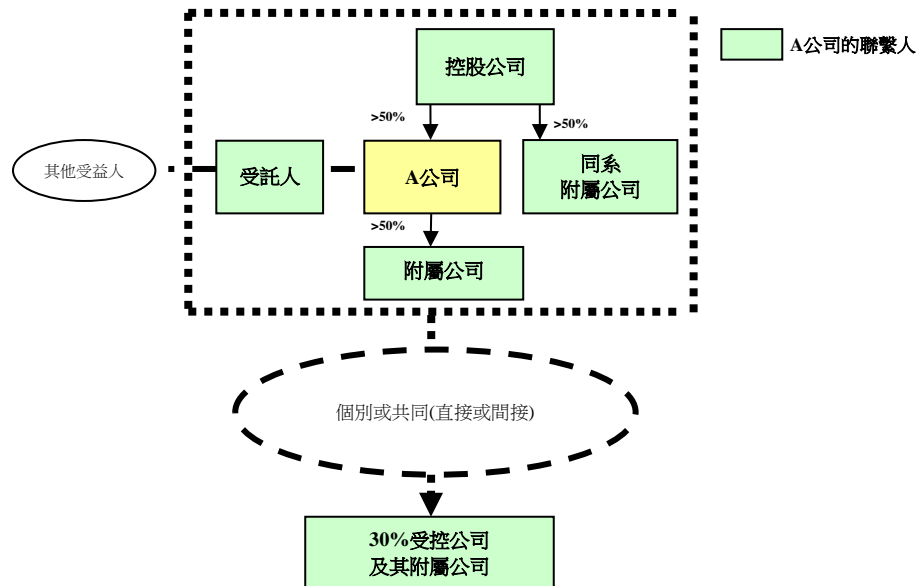 控股公司
A公司的聯繫人
>50%
>50%
其他受益人
受託人
A公司
同系
附屬公司
>50%
附屬公司
個別或共同(直接或間接)
30%受控公司
及其附屬公司